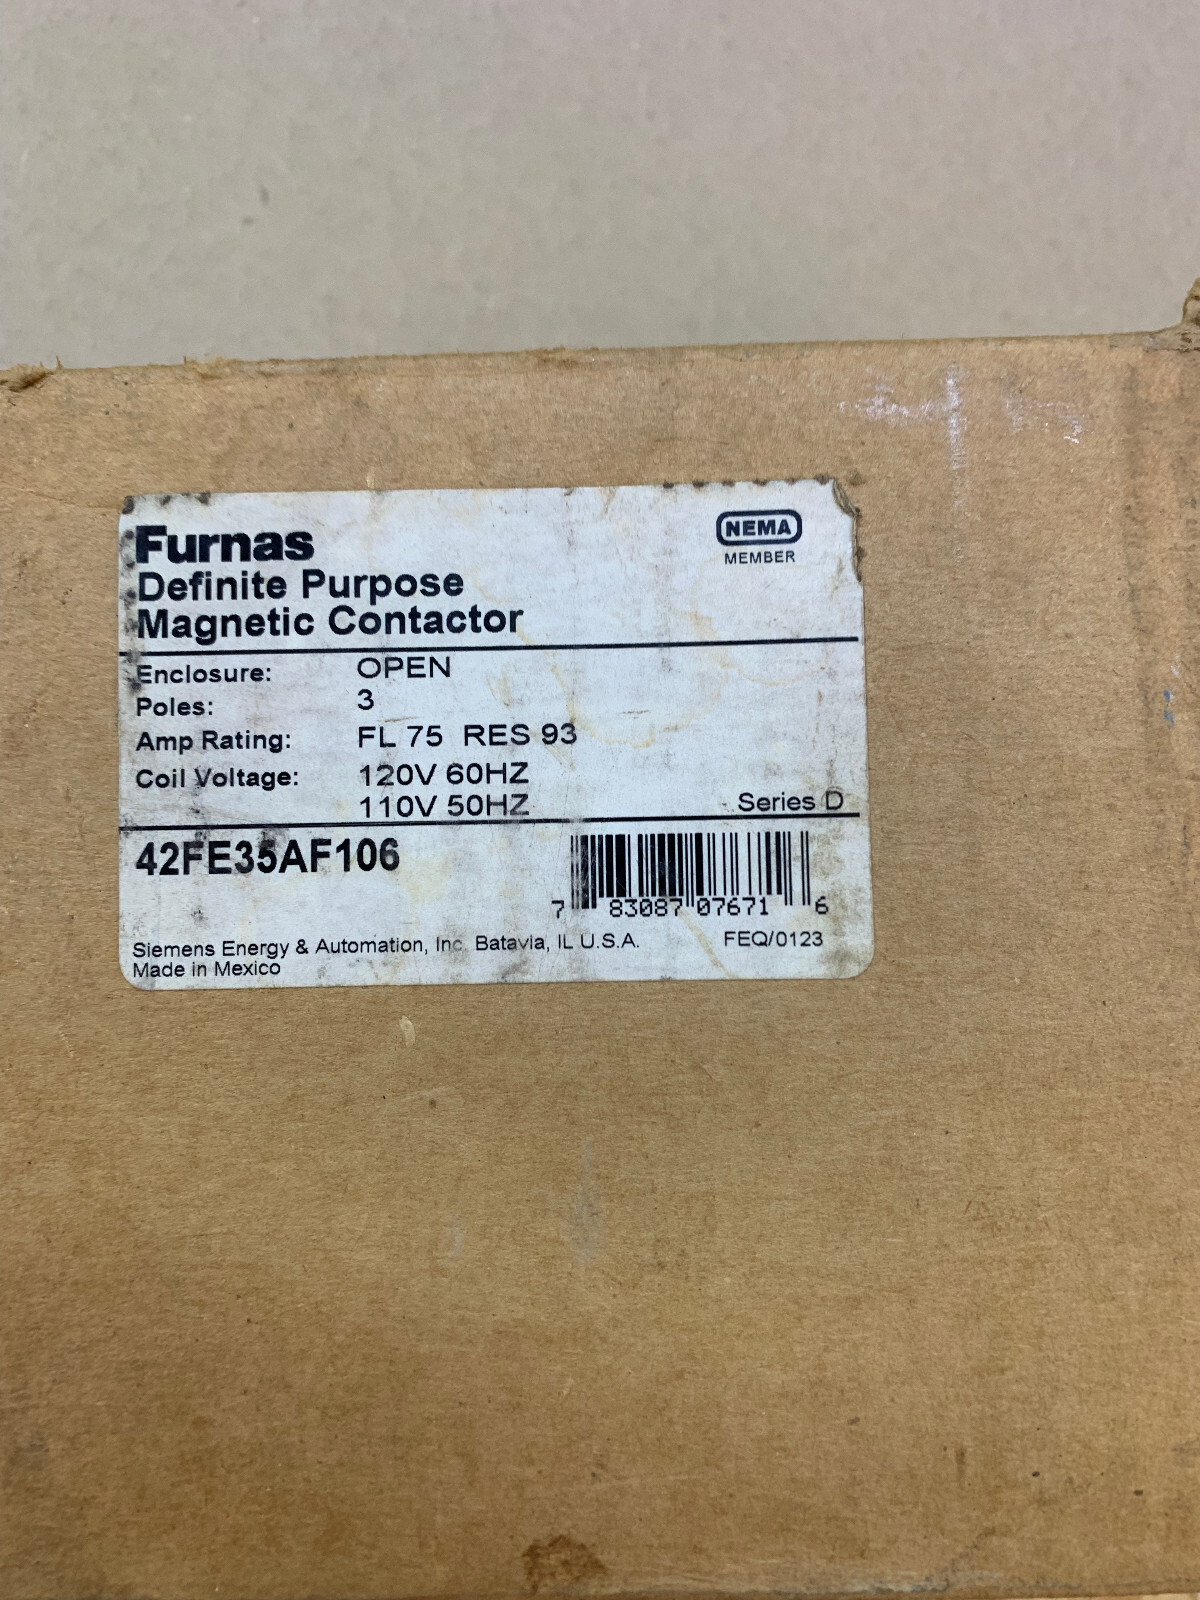 Furnas
NEMA
MEMBER
Definite Purpose
Magnetic Contactor
Enclosure: OPEN
Poles: 3
Amp Rating: FL 75 RES 93
Coil Voltage: 120V 60HZ
110V 50HZ
Series D
42FE35AF106
7 83087 07671 6
Siemens Energy & Automation, Inc. Batavia, IL U.S.A.
FEQ/0123
Made in Mexico